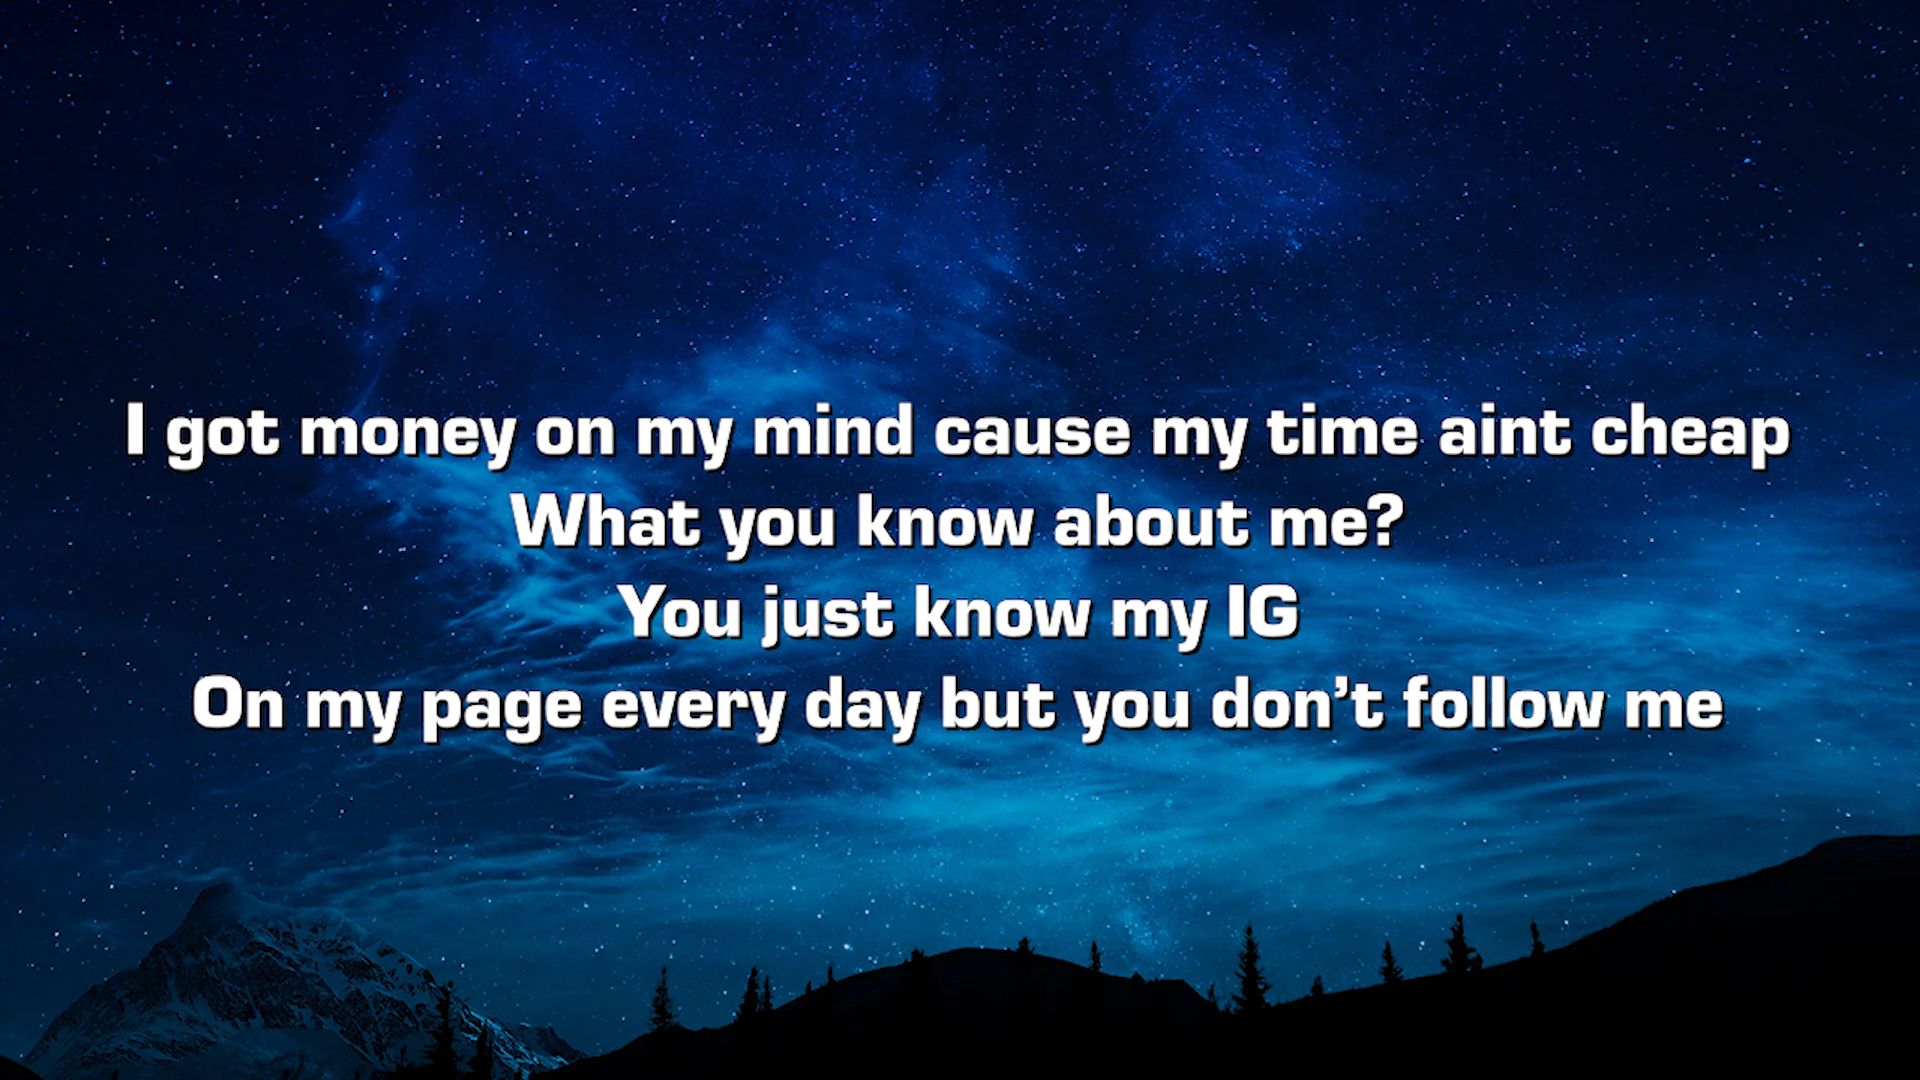 I got money on my mind cause my time aint cheap
What you know about me?
You just know my IG
On my page every day but you don’t follow me